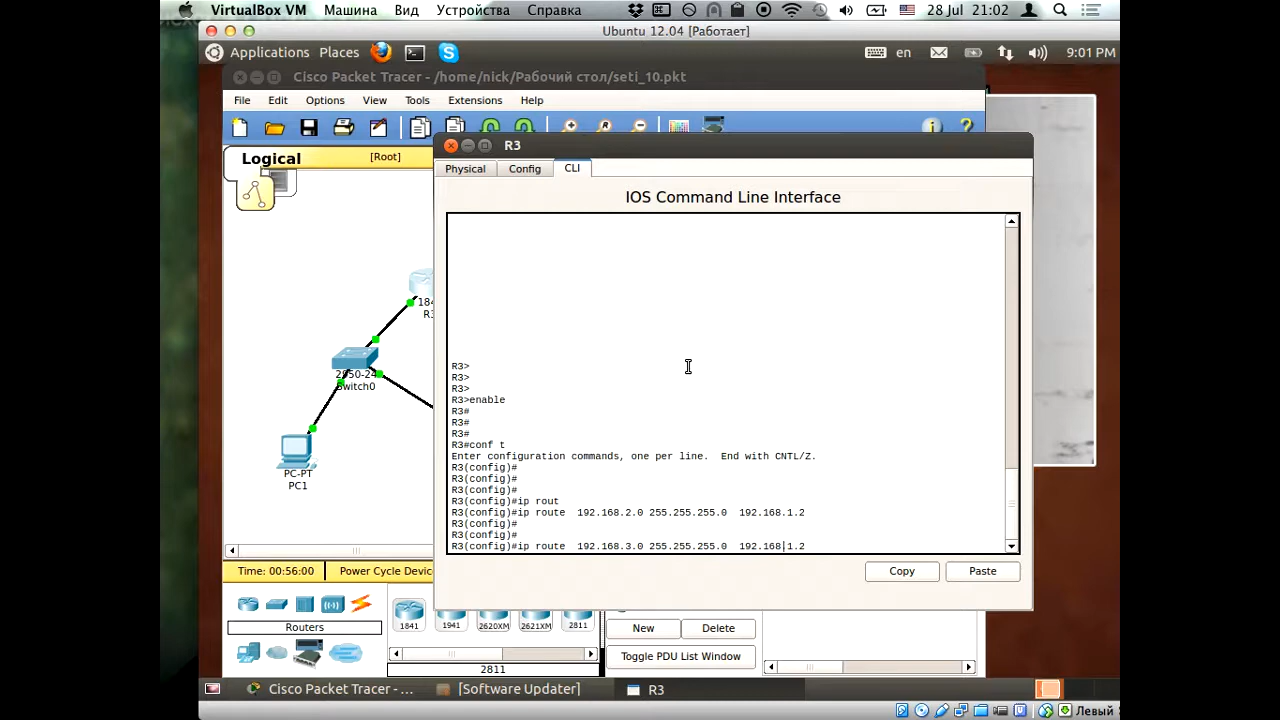 VirtualBox VM Машина Вид Устройства Справка 28 Jul 21:02
Ubuntu 12.04 [Работает]
Applications Places en 9:01 PM
Cisco Packet Tracer - /home/nick/Рабочий стол/seti_10.pkt
File Edit Options View Tools Extensions Help
R3
Logical [Root]
Physical Config CLI
IOS Command Line Interface
R3>
R3>
R3>
R3>enable
R3#
R3#
R3#
R3#conf t
Enter configuration commands, one per line. End with CNTL/Z.
R3(config)#
R3(config)#
R3(config)#
R3(config)#ip rout
R3(config)#ip route 192.168.2.0 255.255.255.0 192.168.1.2
R3(config)#
R3(config)#
R3(config)#ip route 192.168.3.0 255.255.255.0 192.168.1.2
184
R3
2950-24
Switch0
PC-PT
PC1
Copy Paste
Time: 00:56:00 Power Cycle Devic
1841 1941 2620XM 2621XM 2811
Routers
New Delete
Toggle PDU List Window
2811
Cisco Packet Tracer - ... [Software Updater] R3
Левый